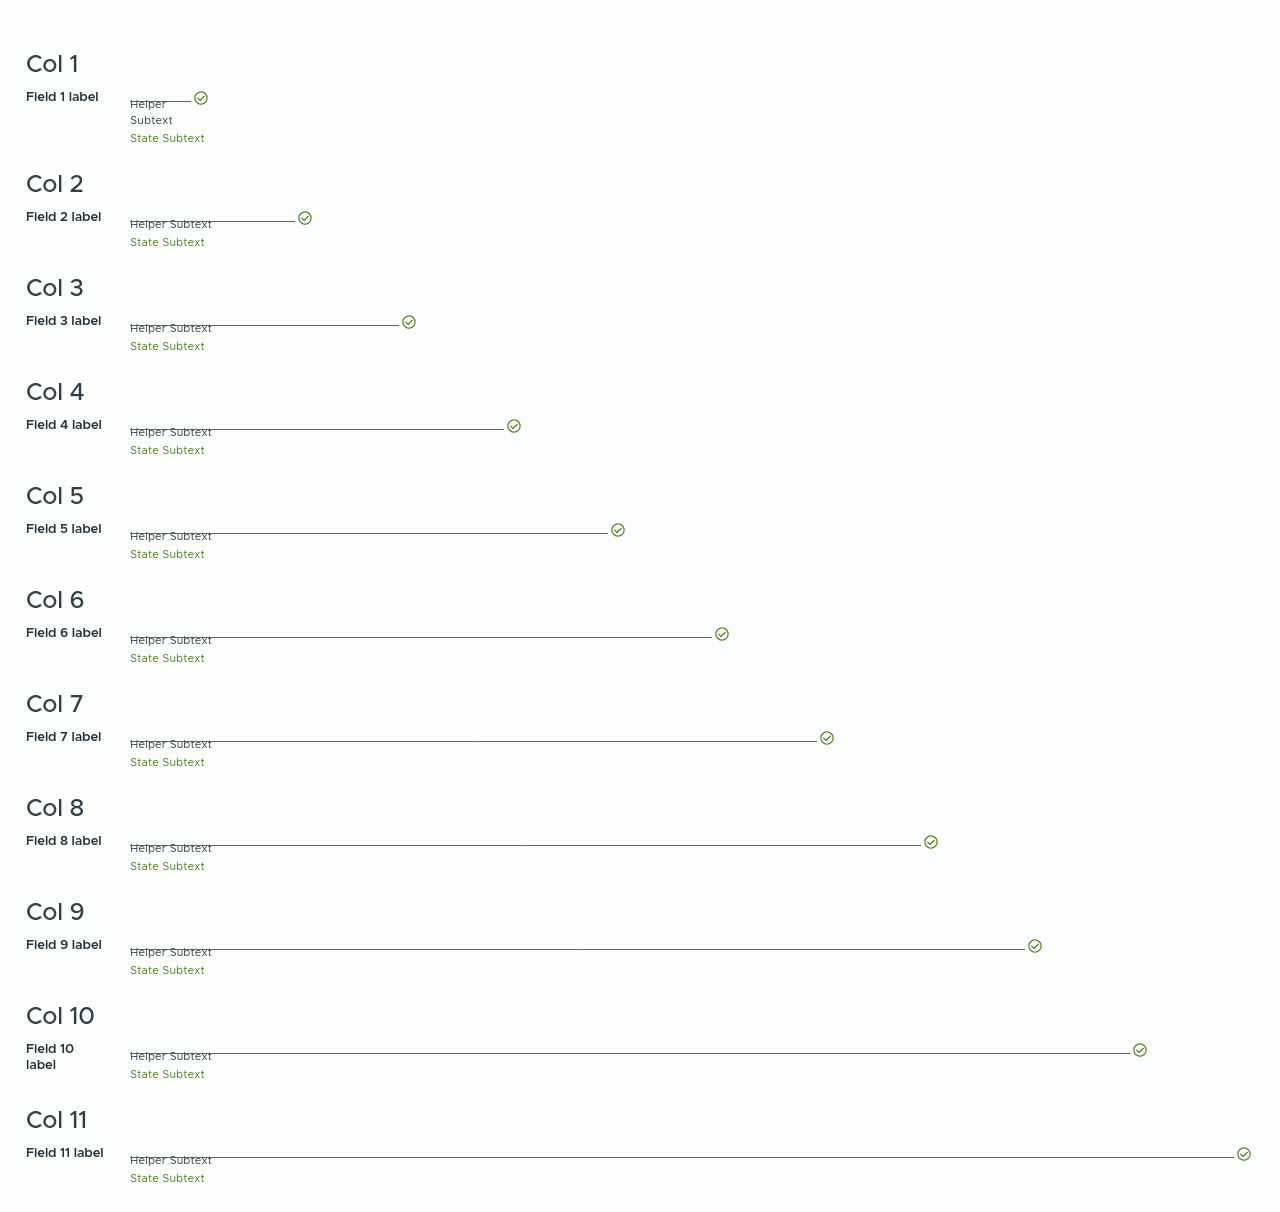 Col 1
Field 1 label
Helper
Subtext
State Subtext
Col 2
Field 2 label
Helper Subtext
State Subtext
Col 3
Field 3 label
Helper Subtext
State Subtext
Col 4
Field 4 label
Helper Subtext
State Subtext
Col 5
Field 5 label
Helper Subtext
State Subtext
Col 6
Field 6 label
Helper Subtext
State Subtext
Col 7
Field 7 label
Helper Subtext
State Subtext
Col 8
Field 8 label
Helper Subtext
State Subtext
Col 9
Field 9 label
Helper Subtext
State Subtext
Col 10
Field 10
label
Helper Subtext
State Subtext
Col 11
Field 11 label
Helper Subtext
State Subtext